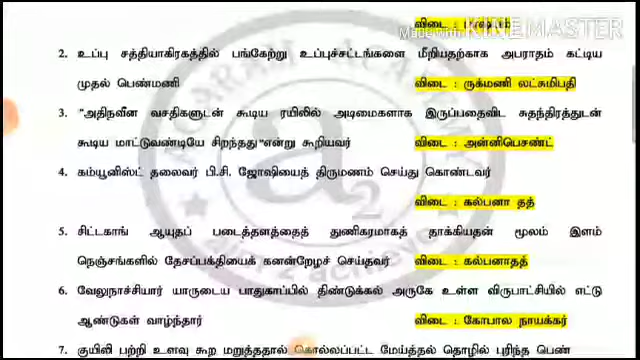 விடை :
Made with KINEMASTER
2. உப்பு சத்தியாகிரகத்தில் பங்கேற்று உப்புச்சட்டங்களை மீறியதற்காக அபராதம் கட்டிய
முதல் பெண்மணி விடை : ருக்மணி லட்சுமிபதி
3. "அதிநவீன வசதிகளுடன் கூடிய ரயிலில் அடிமைகளாக இருப்பதைவிட சுதந்திரத்துடன்
கூடிய மாட்டுவண்டியே சிறந்தது"என்று கூறியவர் விடை : அன்னிபெசண்ட்
4. கம்யூனிஸ்ட் தலைவர் பி.சி. ஜோஷியைத் திருமணம் செய்து கொண்டவர்
விடை : கல்பனா தத்
5. சிட்டகாங் ஆயுதப் படைத்தளத்தைத் துணிகரமாகத் தாக்கியதன் மூலம் இளம்
நெஞ்சங்களில் தேசப்பக்தியைக் கனன்றேழச் செய்தவர் விடை : கல்பனாதத்
6. வேலுநாச்சியார் யாருடைய பாதுகாப்பில் திண்டுக்கல் அருகே உள்ள விருபாட்சியில் எட்டு
ஆண்டுகள் வாழ்ந்தார் விடை : கோபால நாயக்கர்
7. குயிலி பற்றி உளவு கூற மறுத்ததால் கொல்லப்பட்ட மேய்த்தல் தொழில் புரிந்த பெண்